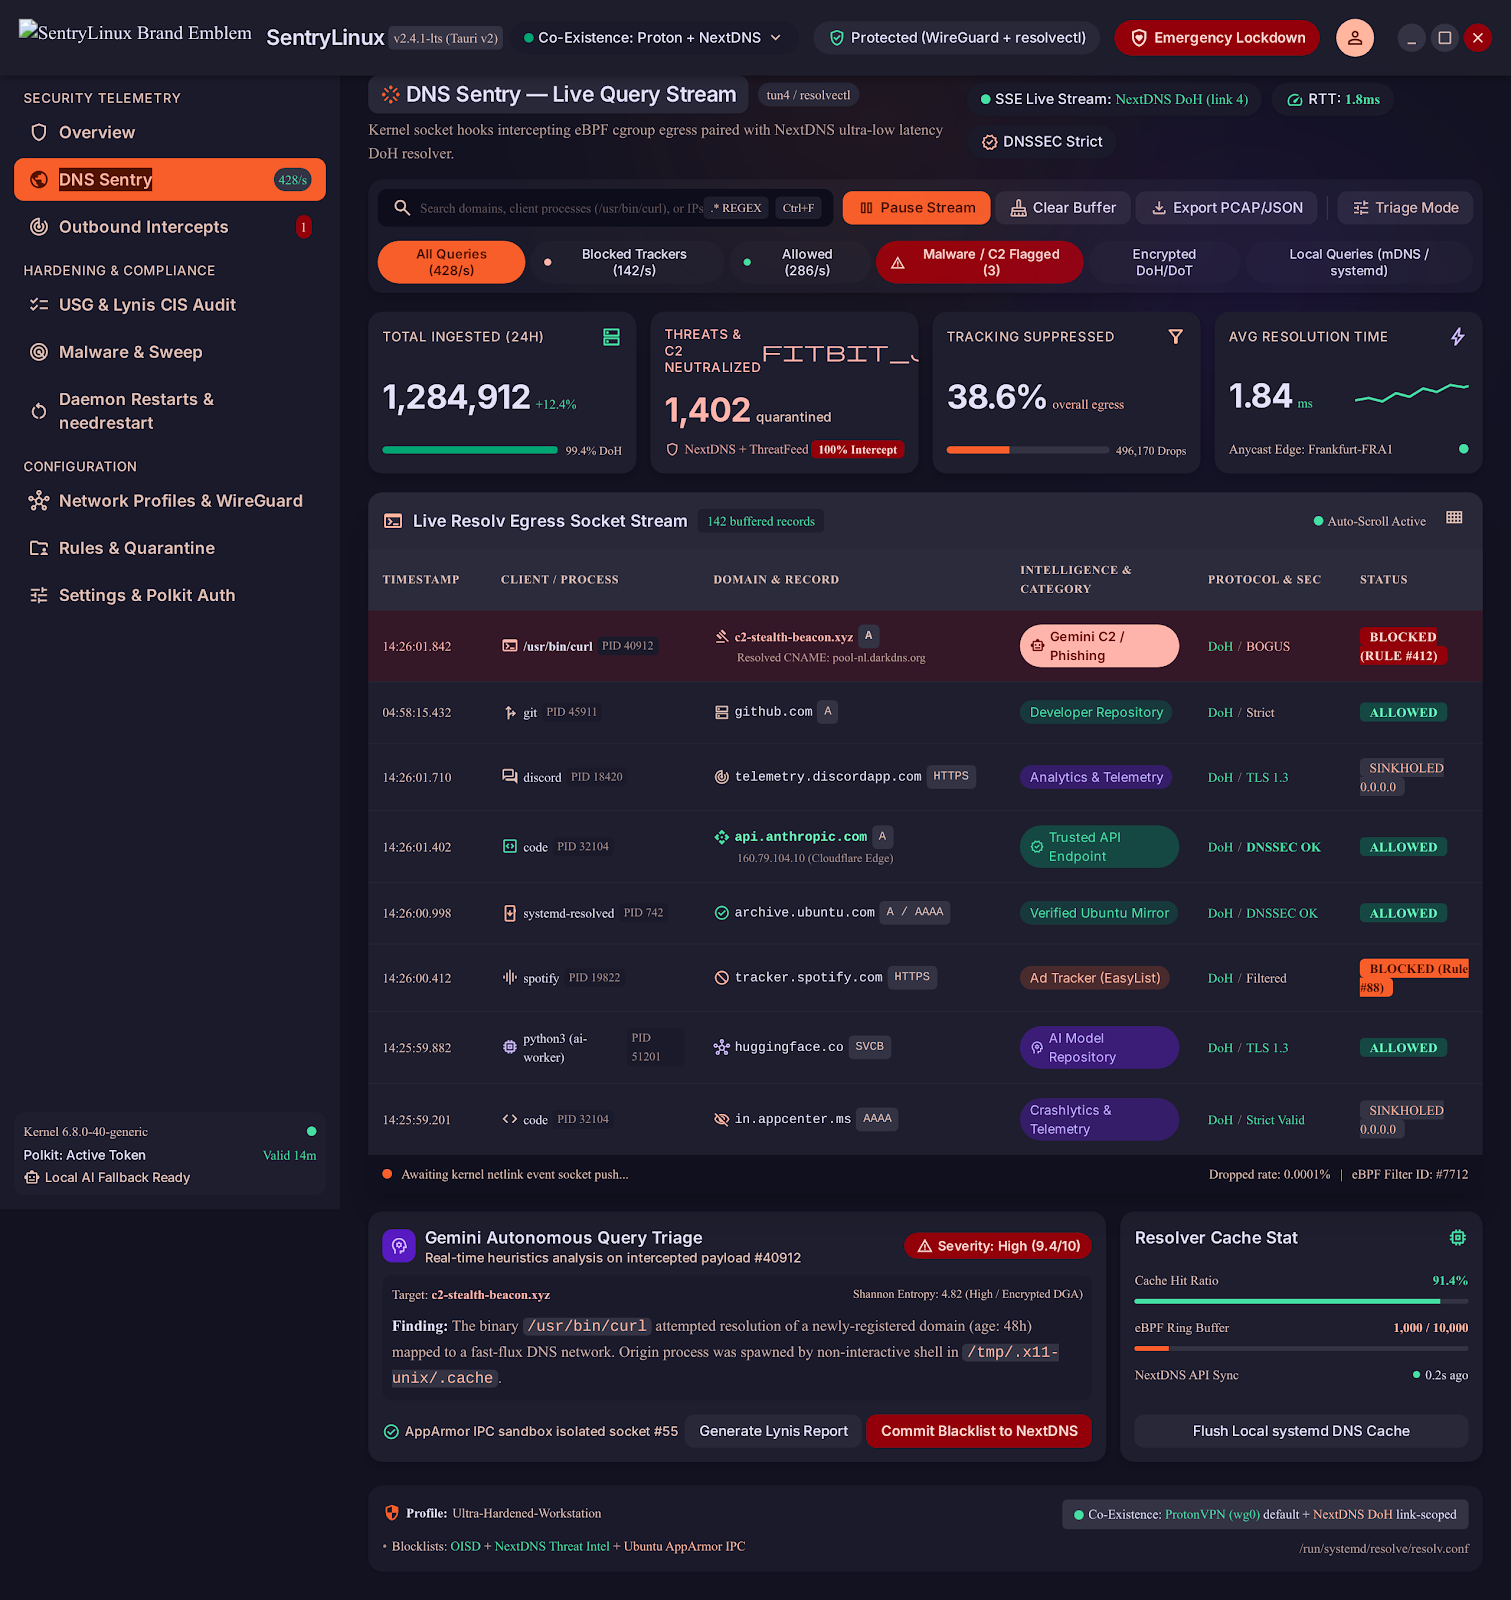 SentryLinux Brand Emblem
SentryLinux
v2.4.1-lts (Tauri v2)
Co-Existence: Proton + NextDNS
Protected (WireGuard + resolvectl)
Emergency Lockdown
SECURITY TELEMETRY
Overview
DNS Sentry
428/s
Outbound Intercepts
1
HARDENING & COMPLIANCE
USG & Lynis CIS Audit
Malware & Sweep
Daemon Restarts &
needrestart
CONFIGURATION
Network Profiles & WireGuard
Rules & Quarantine
Settings & Polkit Auth
Kernel 6.8.0-40-generic
Polkit: Active Token
Valid 14m
Local AI Fallback Ready
DNS Sentry — Live Query Stream
tun4 / resolvectl
Kernel socket hooks intercepting eBPF cgroup egress paired with NextDNS ultra-low latency
DoH resolver.
SSE Live Stream: NextDNS DoH (link 4)
RTT: 1.8ms
DNSSEC Strict
Search domains, client processes (/usr/bin/curl), or IPs
.* REGEX
Ctrl+F
Pause Stream
Clear Buffer
Export PCAP/JSON
Triage Mode
All Queries
(428/s)
Blocked Trackers
(142/s)
Allowed
(286/s)
Malware / C2 Flagged
(3)
Encrypted
DoH/DoT
Local Queries (mDNS /
systemd)
TOTAL INGESTED (24H)
1,284,912 +12.4%
99.4% DoH
THREATS &
C2
NEUTRALIZED
FITBIT_
1,402 quarantined
NextDNS + ThreatFeed
100% Intercept
TRACKING SUPPRESSED
38.6% overall egress
496,170 Drops
AVG RESOLUTION TIME
1.84 ms
Anycast Edge: Frankfurt-FRA1
Live Resolv Egress Socket Stream
142 buffered records
Auto-Scroll Active
TIMESTAMP
CLIENT / PROCESS
DOMAIN & RECORD
INTELLIGENCE &
CATEGORY
PROTOCOL & SEC
STATUS
14:26:01.842
/usr/bin/curl
PID 40912
c2-stealth-beacon.xyz A
Resolved CNAME: pool-nl.darkdns.org
Gemini C2 /
Phishing
DoH / BOGUS
BLOCKED
(RULE #412)
04:58:15.432
git
PID 45911
github.com A
Developer Repository
DoH / Strict
ALLOWED
14:26:01.710
discord
PID 18420
telemetry.discordapp.com HTTPS
Analytics & Telemetry
DoH / TLS 1.3
SINKHOLED
0.0.0.0
14:26:01.402
code
PID 32104
api.anthropic.com A
160.79.104.10 (Cloudflare Edge)
Trusted API
Endpoint
DoH / DNSSEC OK
ALLOWED
14:26:00.998
systemd-resolved
PID 742
archive.ubuntu.com A / AAAA
Verified Ubuntu Mirror
DoH / DNSSEC OK
ALLOWED
14:26:00.412
spotify
PID 19822
tracker.spotify.com HTTPS
Ad Tracker (EasyList)
DoH / Filtered
BLOCKED (Rule
#88)
14:25:59.882
python3 (ai-
worker)
PID
51201
huggingface.co SVCB
AI Model
Repository
DoH / TLS 1.3
ALLOWED
14:25:59.201
code
PID 32104
in.appcenter.ms AAAA
Crashlytics &
Telemetry
DoH / Strict Valid
SINKHOLED
0.0.0.0
Awaiting kernel netlink event socket push...
Dropped rate: 0.0001% | eBPF Filter ID: #7712
Gemini Autonomous Query Triage
Real-time heuristics analysis on intercepted payload #40912
Severity: High (9.4/10)
Target: c2-stealth-beacon.xyz
Shannon Entropy: 4.82 (High / Encrypted DGA)
Finding: The binary /usr/bin/curl attempted resolution of a newly-registered domain (age: 48h)
mapped to a fast-flux DNS network. Origin process was spawned by non-interactive shell in /tmp/.x11-
unix/.cache.
AppArmor IPC sandbox isolated socket #55
Generate Lynis Report
Commit Blacklist to NextDNS
Resolver Cache Stat
Cache Hit Ratio
91.4%
eBPF Ring Buffer
1,000 / 10,000
NextDNS API Sync
0.2s ago
Flush Local systemd DNS Cache
Profile: Ultra-Hardened-Workstation
• Blocklists: OISD + NextDNS Threat Intel + Ubuntu AppArmor IPC
Co-Existence: ProtonVPN (wg0) default + NextDNS DoH link-scoped
/run/systemd/resolve/resolv.conf